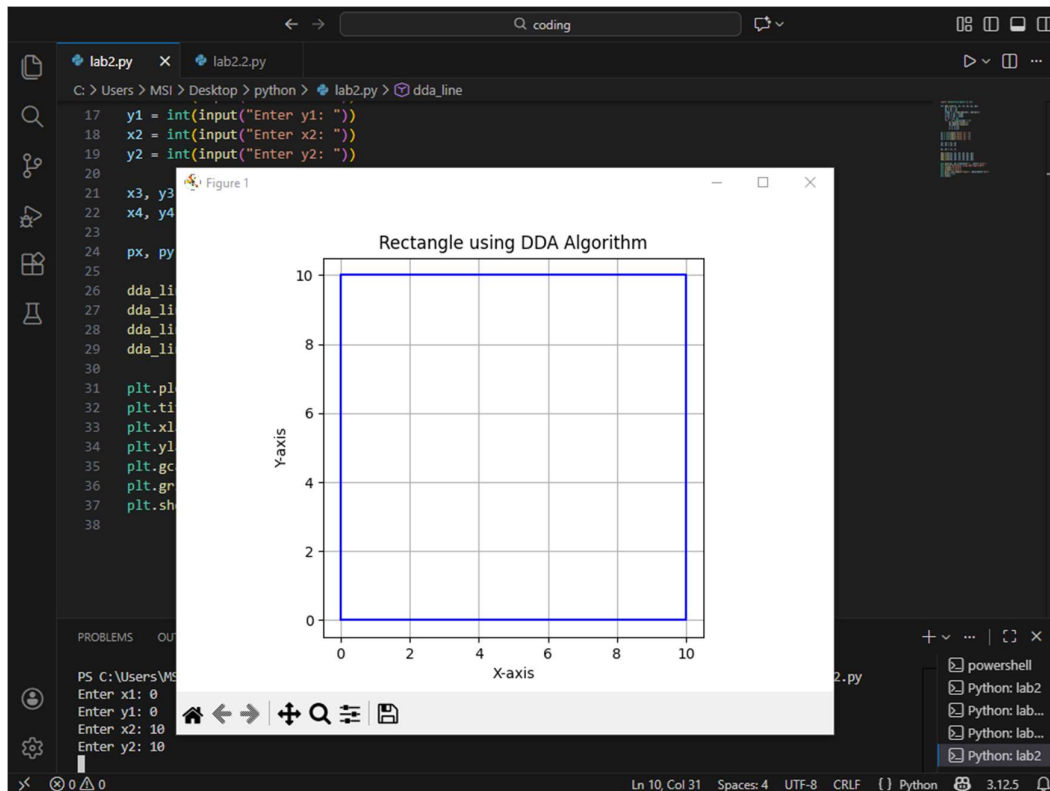 coding
lab2.py
lab2.2.py
C: > Users > MSI > Desktop > python > lab2.py > dda_line
17 y1 = int(input("Enter y1: "))
18 x2 = int(input("Enter x2: "))
19 y2 = int(input("Enter y2: "))
20
21 x3, y3
22 x4, y4
23
24 px, py
25
26 dda_li
27 dda_li
28 dda_li
29 dda_li
30
31 plt.pl
32 plt.ti
33 plt.xl
34 plt.yl
35 plt.gc
36 plt.gr
37 plt.sh
38
Figure 1
Rectangle using DDA Algorithm
10
8
6
4
2
0
Y-axis
0 2 4 6 8 10
X-axis
PROBLEMS OU
PS C:\Users\MS
2.py
Enter x1: 0
Enter y1: 0
Enter x2: 10
Enter y2: 10
powershell
Python: lab2
Python: lab...
Python: lab...
Python: lab2
0 0
Ln 10, Col 31 Spaces: 4 UTF-8 CRLF {} Python 3.12.5